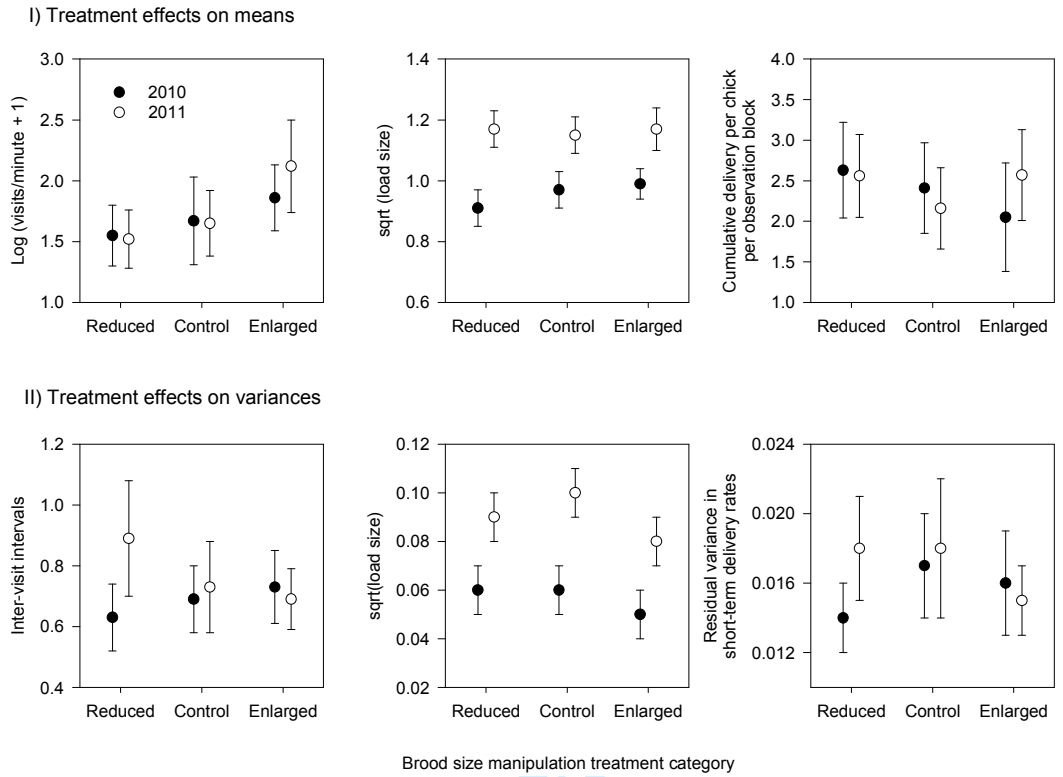 I) Treatment effects on means
Log (visits/minute + 1)
3.0
2.5
2.0
1.5
1.0
2010
2011
Reduced Control Enlarged
sqrt (load size)
1.4
1.2
1.0
0.8
0.6
Reduced Control Enlarged
Cumulative delivery per chick
per observation block
4.0
3.5
3.0
2.5
2.0
1.5
1.0
Reduced Control Enlarged
II) Treatment effects on variances
Inter-visit intervals
1.2
1.0
0.8
0.6
0.4
Reduced Control Enlarged
sqrt(load size)
0.12
0.10
0.08
0.06
0.04
0.02
Reduced Control Enlarged
Residual variance in
short-term delivery rates
0.024
0.020
0.016
0.012
Reduced Control Enlarged
Brood size manipulation treatment category